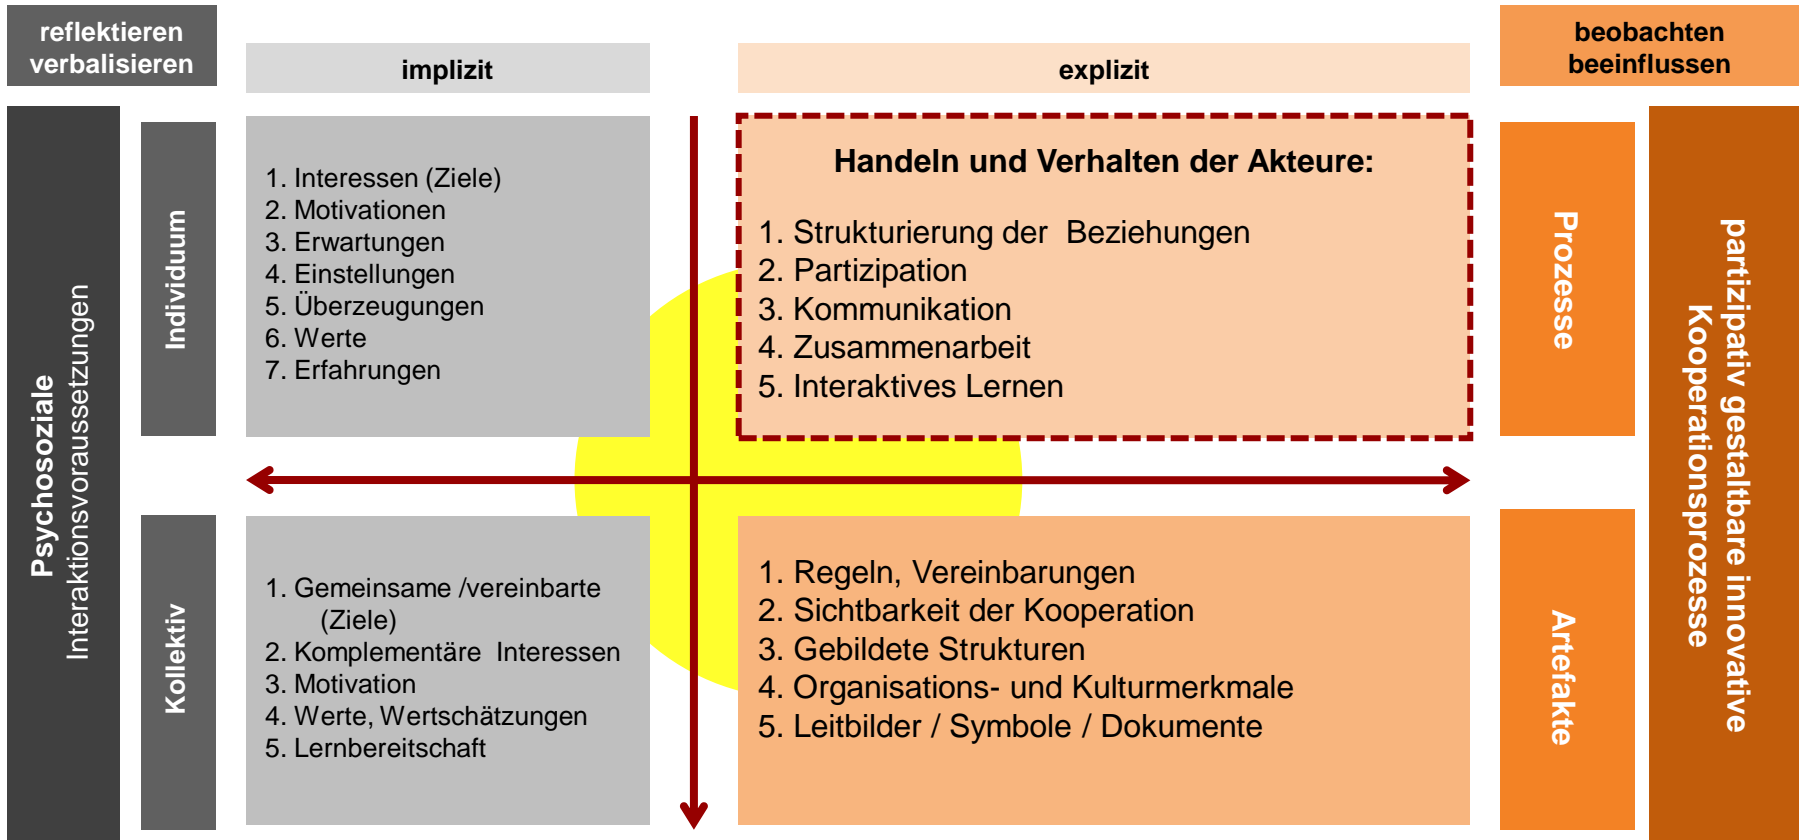 reflektieren
verbalisieren
implizit
explizit
beobachten
beeinflussen
Psychosoziale
Interaktionsvoraussetzungen
Individuum
1. Interessen (Ziele)
2. Motivationen
3. Erwartungen
4. Einstellungen
5. Überzeugungen
6. Werte
7. Erfahrungen
Handeln und Verhalten der Akteure:
1. Strukturierung der Beziehungen
2. Partizipation
3. Kommunikation
4. Zusammenarbeit
5. Interaktives Lernen
Prozesse
partizipativ gestaltbare innovative
Kooperationsprozesse
Kollektiv
1. Gemeinsame /vereinbarte
(Ziele)
2. Komplementäre Interessen
3. Motivation
4. Werte, Wertschätzungen
5. Lernbereitschaft
1. Regeln, Vereinbarungen
2. Sichtbarkeit der Kooperation
3. Gebildete Strukturen
4. Organisations- und Kulturmerkmale
5. Leitbilder / Symbole / Dokumente
Artefakte